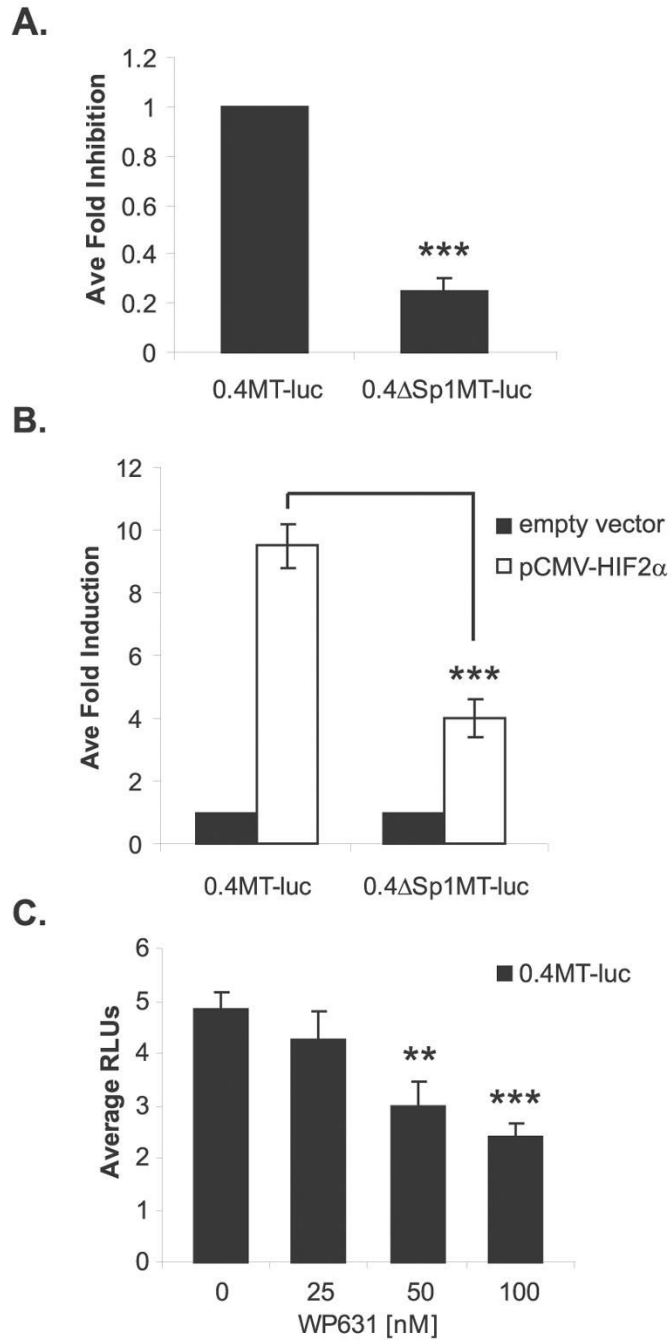 A.
Ave Fold Inhibition
1.2
1
0.8
0.6
0.4
0.2
0
***
0.4MT-luc 0.4ΔSp1MT-luc
B.
Ave Fold Induction
12
10
8
6
4
2
0
empty vector
pCMV-HIF2α
***
0.4MT-luc 0.4ΔSp1MT-luc
C.
Average RLUs
6
5
4
3
2
1
0
0.4MT-luc
**
***
0 25 50 100
WP631 [nM]